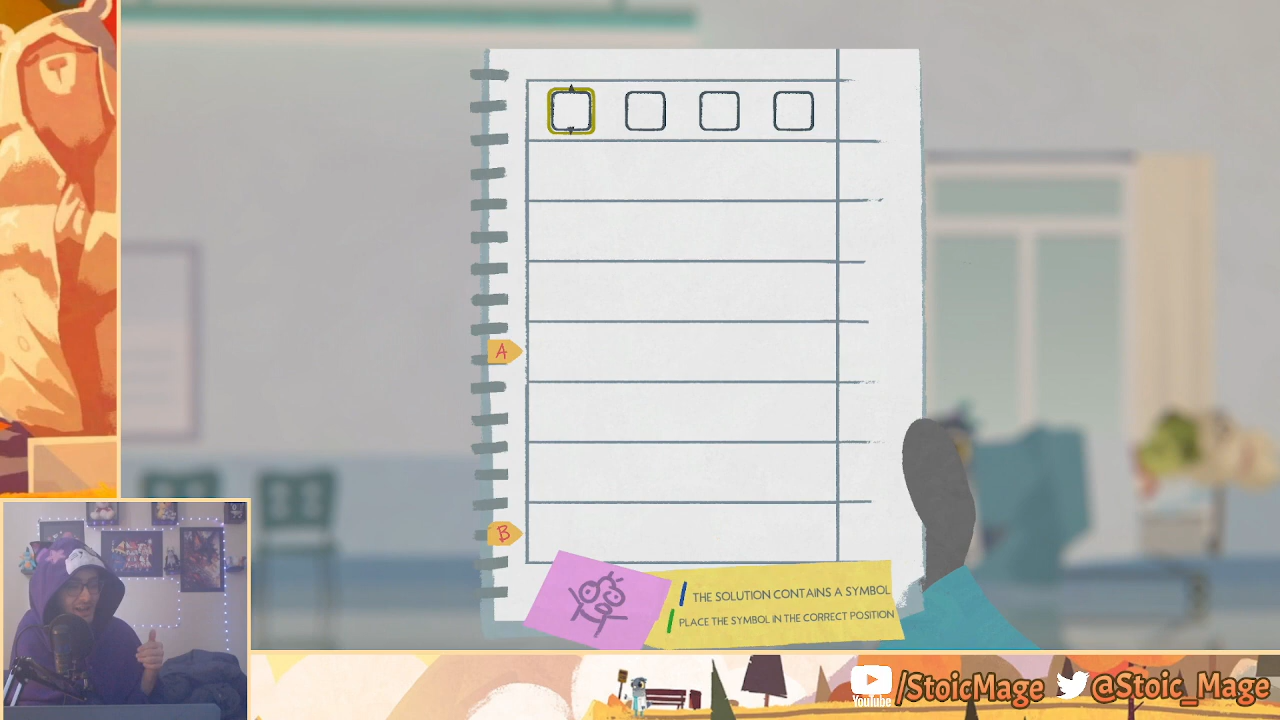 A
B
THE SOLUTION CONTAINS A SYMBOL
PLACE THE SYMBOL IN THE CORRECT POSITION
YouTube /StoicMage @Stoic_Mage